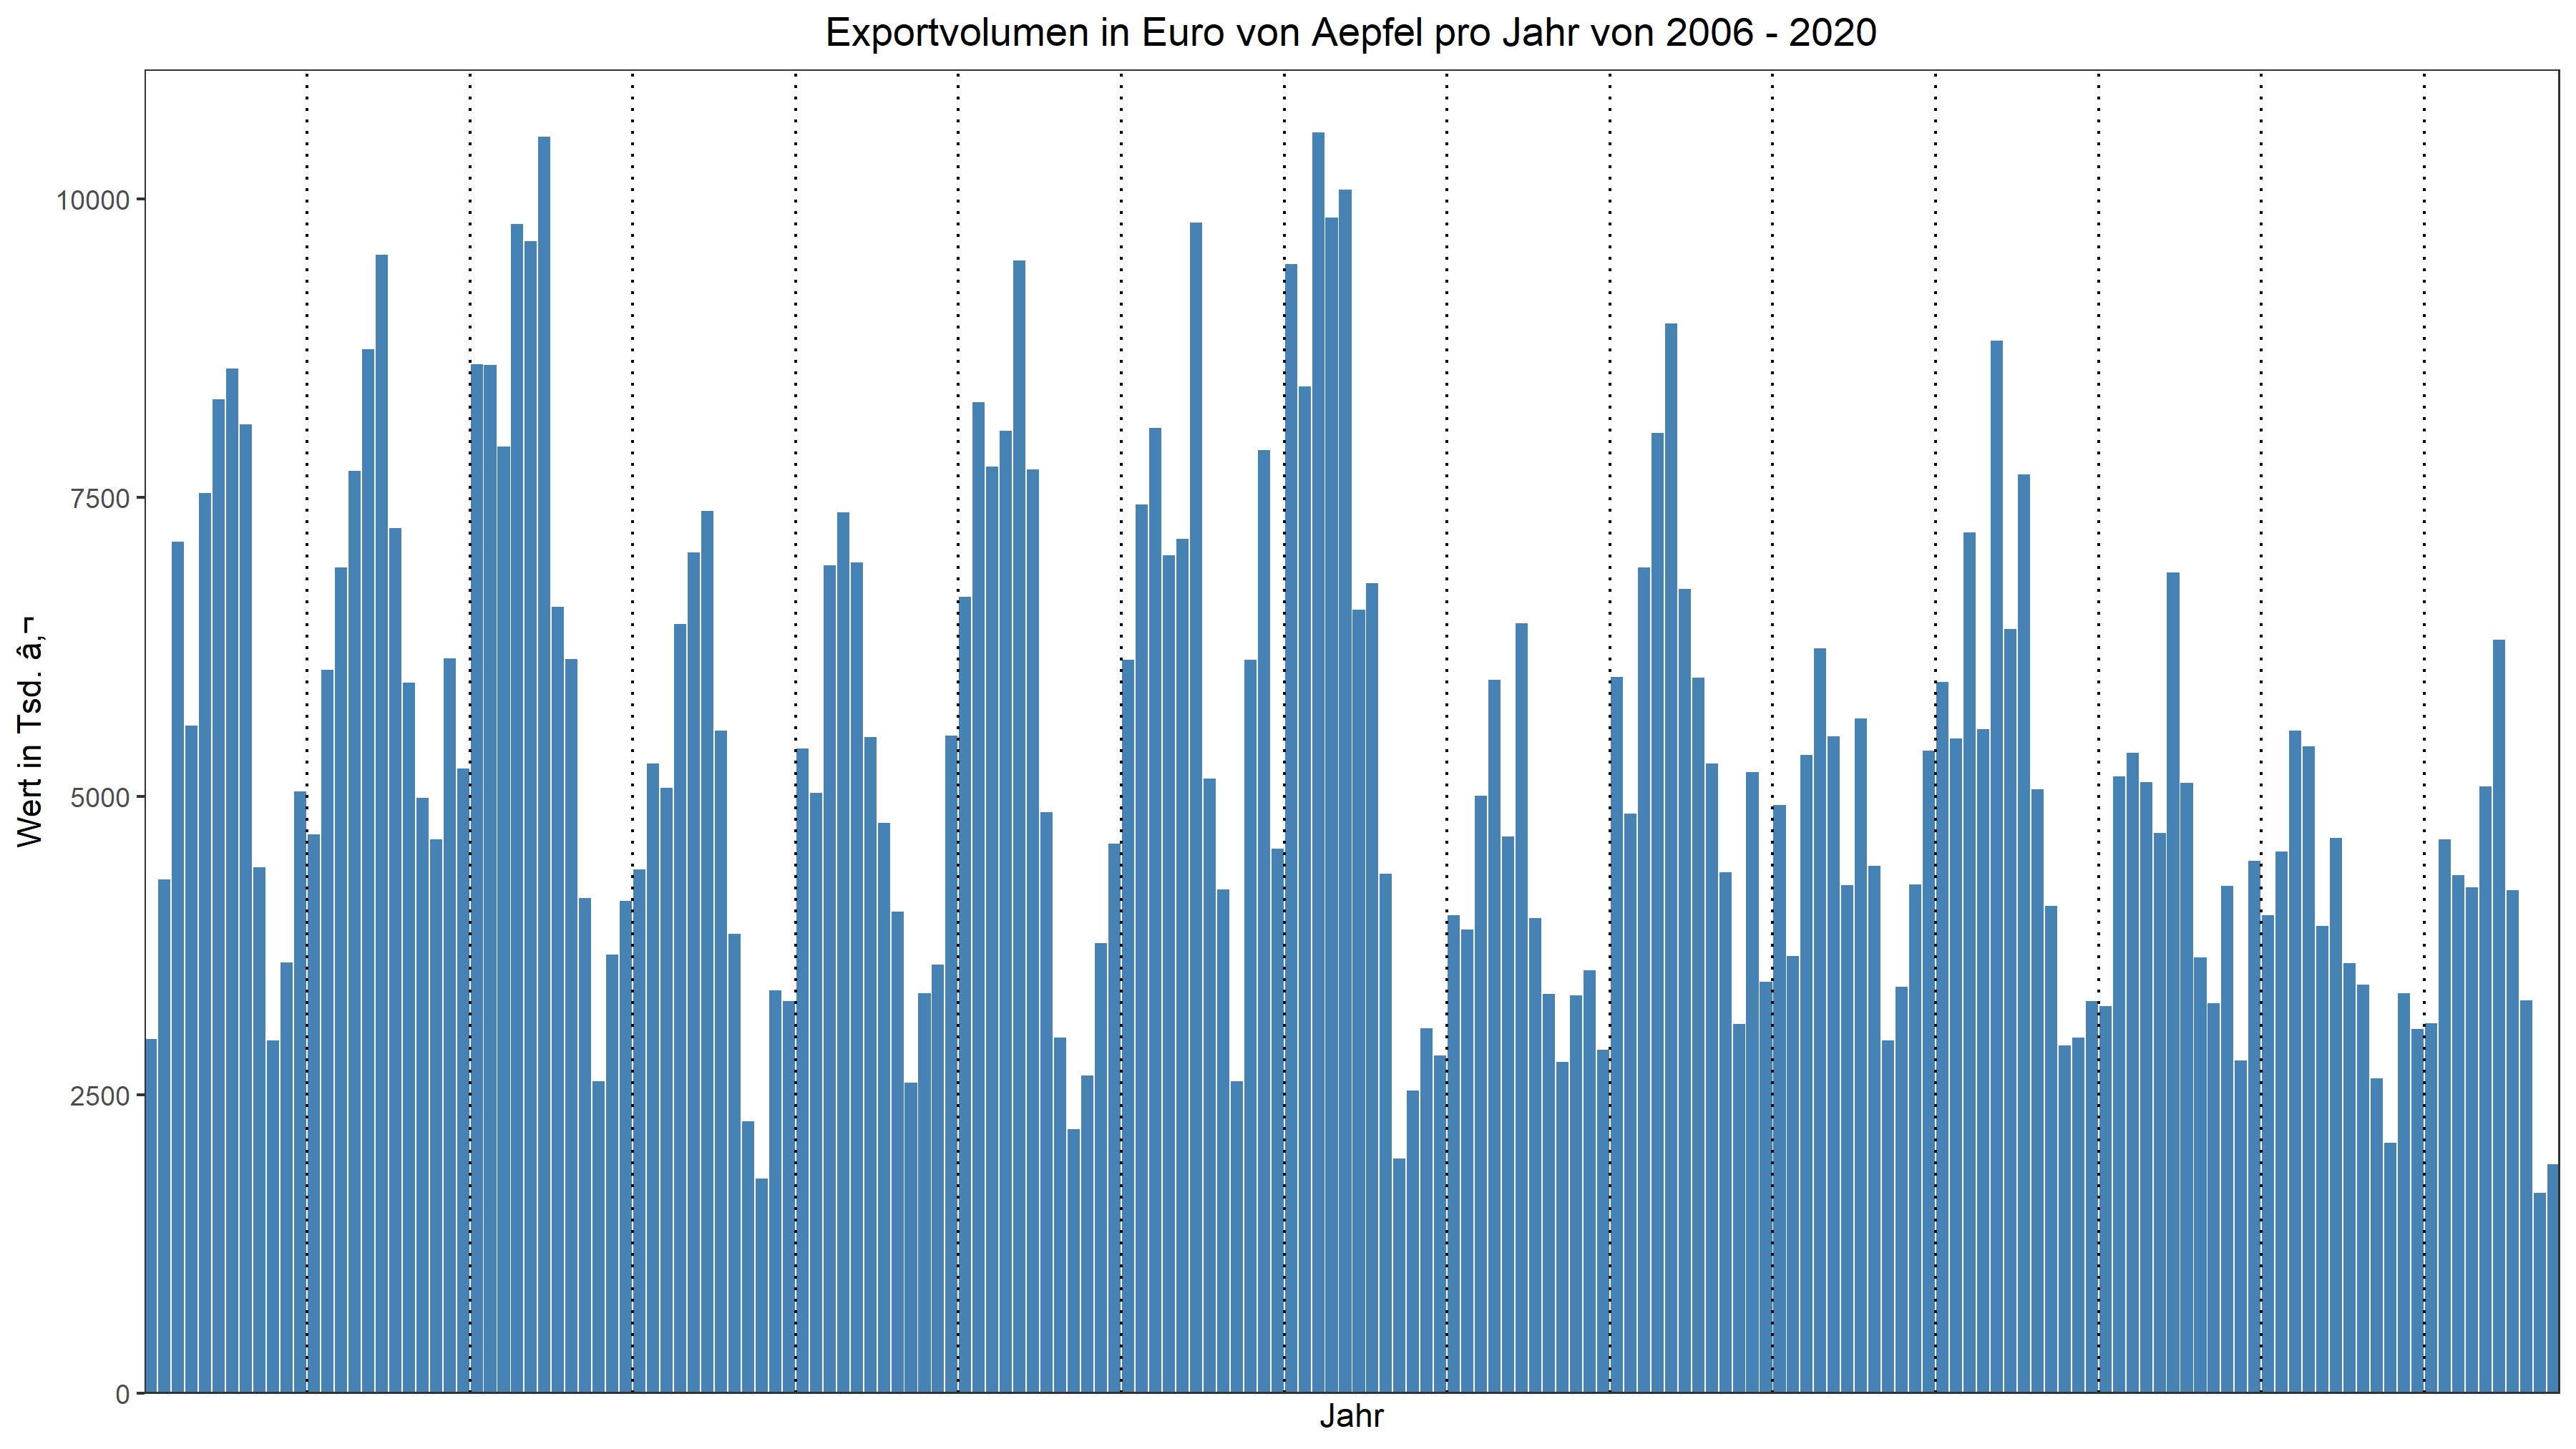 Exportvolumen in Euro von Aepfel pro Jahr von 2006 - 2020
10000
7500
5000
2500
0
Wert in Tsd. â‚¬
Jahr